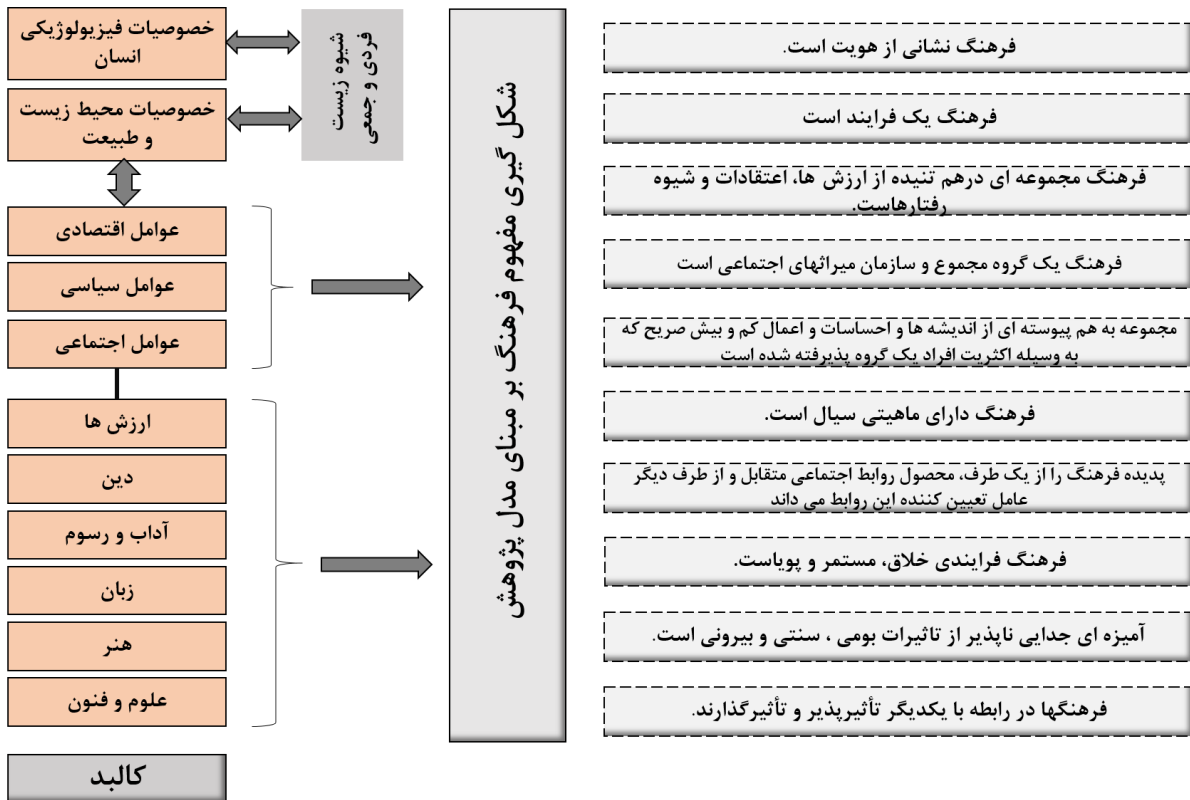 خصوصیات فیزیولوژیکی
انسان
خصوصیات محیط زیست
و طبیعت
شیوه زیست
فردی و جمعی
عوامل اقتصادی
عوامل سیاسی
عوامل اجتماعی
ارزش ها
دین
آداب و رسوم
زبان
هنر
علوم و فنون
کالبد
شکل گیری مفهوم فرهنگ بر مبنای مدل پژوهش
فرهنگ نشانی از هویت است.
فرهنگ یک فرایند است
فرهنگ مجموعه ای درهم تنیده از ارزش ها، اعتقادات و شیوه
رفتارهاست.
فرهنگ یک گروه مجموع و سازمان میراثهای اجتماعی است
مجموعه به هم پیوسته ای از اندیشه ها و احساسات و اعمال کم و بیش صریح که
به وسیله اکثریت افراد یک گروه پذیرفته شده است
فرهنگ دارای ماهیتی سیال است.
پدیده فرهنگ را از یک طرف، محصول روابط اجتماعی متقابل و از طرف دیگر
عامل تعیین کننده این روابط می داند
فرهنگ فرایندی خلاق، مستمر و پویاست.
آمیزه ای جدایی ناپذیر از تاثیرات بومی ، سنتی و بیرونی است.
فرهنگها در رابطه با یکدیگر تأثیرپذیر و تأثیرگذارند.